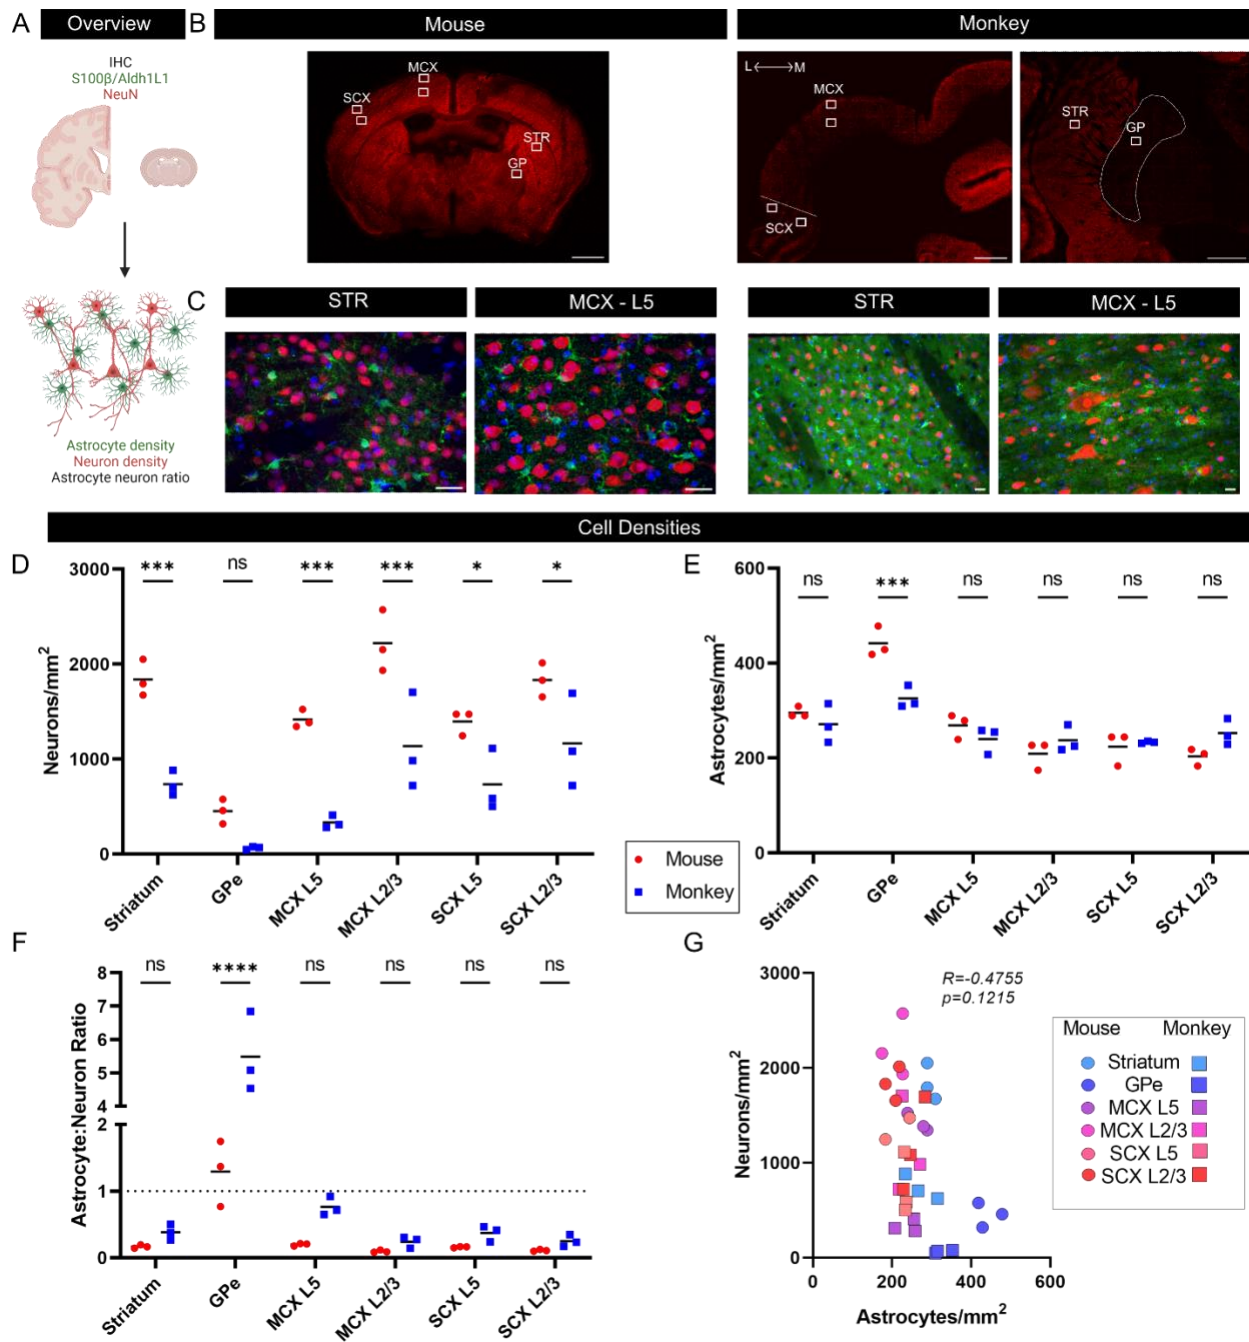 A
Overview
B
Mouse
Monkey
IHC
S100β/Aldh1L1
NeuN
MCX
SCX
STR
GP
L
M
MCX
SCX
STR
GP
C
STR
MCX - L5
STR
MCX - L5
Astrocyte density
Neuron density
Astrocyte neuron ratio
Cell Densities
D
Neurons/mm²
3000
2000
1000
0
***
ns
***
***
*
*
Striatum
GPe
MCX L5
MCX L2/3
SCX L5
SCX L2/3
Mouse
Monkey
E
Astrocytes/mm²
600
400
200
0
ns
***
ns
ns
ns
ns
Striatum
GPe
MCX L5
MCX L2/3
SCX L5
SCX L2/3
F
Astrocyte:Neuron Ratio
8
7
6
5
4
2
1
0
ns
****
ns
ns
ns
ns
Striatum
GPe
MCX L5
MCX L2/3
SCX L5
SCX L2/3
G
Neurons/mm²
3000
2000
1000
0
R=-0.4755
p=0.1215
0
200
400
600
Astrocytes/mm²
Mouse Monkey
Striatum
GPe
MCX L5
MCX L2/3
SCX L5
SCX L2/3